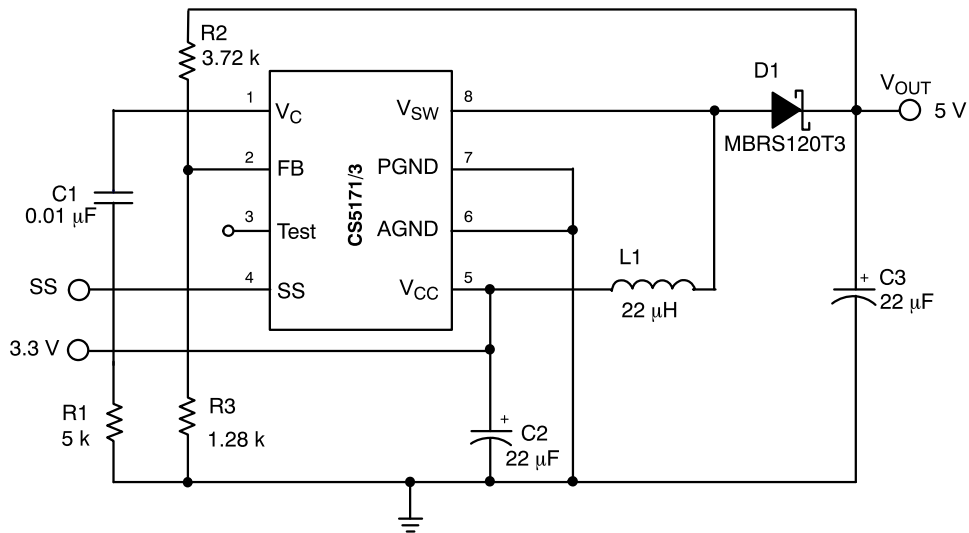 R2
3.72 k
D1
V_OUT
5 V
MBRS120T3
1
V_C
V_SW
8
2
FB
PGND
7
C1
0.01 µF
CS5171/3
3
Test
AGND
6
L1
22 µH
+
C3
22 µF
SS
4
SS
V_CC
5
3.3 V
R1
5 k
R3
1.28 k
+
C2
22 µF